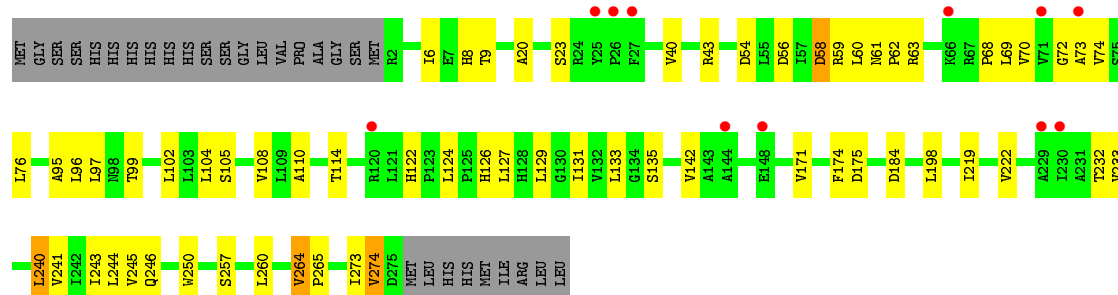 MET GLY SER SER HIS HIS HIS HIS HIS HIS SER SER GLY LEU VAL PRO ALA GLY SER MET R2 I6 E7 H8 T9 A20 S23 R24 Y25 P26 F27 V40 R43 D54 L55 D56 I57 D58 R59 L60 N61 P62 R63 K66 R67 P68 L69 V70 V71 G72 A73 V74 S75
L76 A95 L96 L97 N98 T99 L102 L103 L104 S105 V108 L109 A110 T114 R120 L121 H122 P123 L124 P125 H126 L127 H128 L129 G130 I131 V132 L133 G134 S135 V142 A143 A144 E148 V171 F174 D175 D184 L198 I219 V222 A229 I230 A231 T232 V233
L240 V241 I242 I243 L244 V245 Q246 W250 S257 L260 V264 P265 I273 V274 D275 MET LEU HIS HIS MET ILE ARG LEU LEU